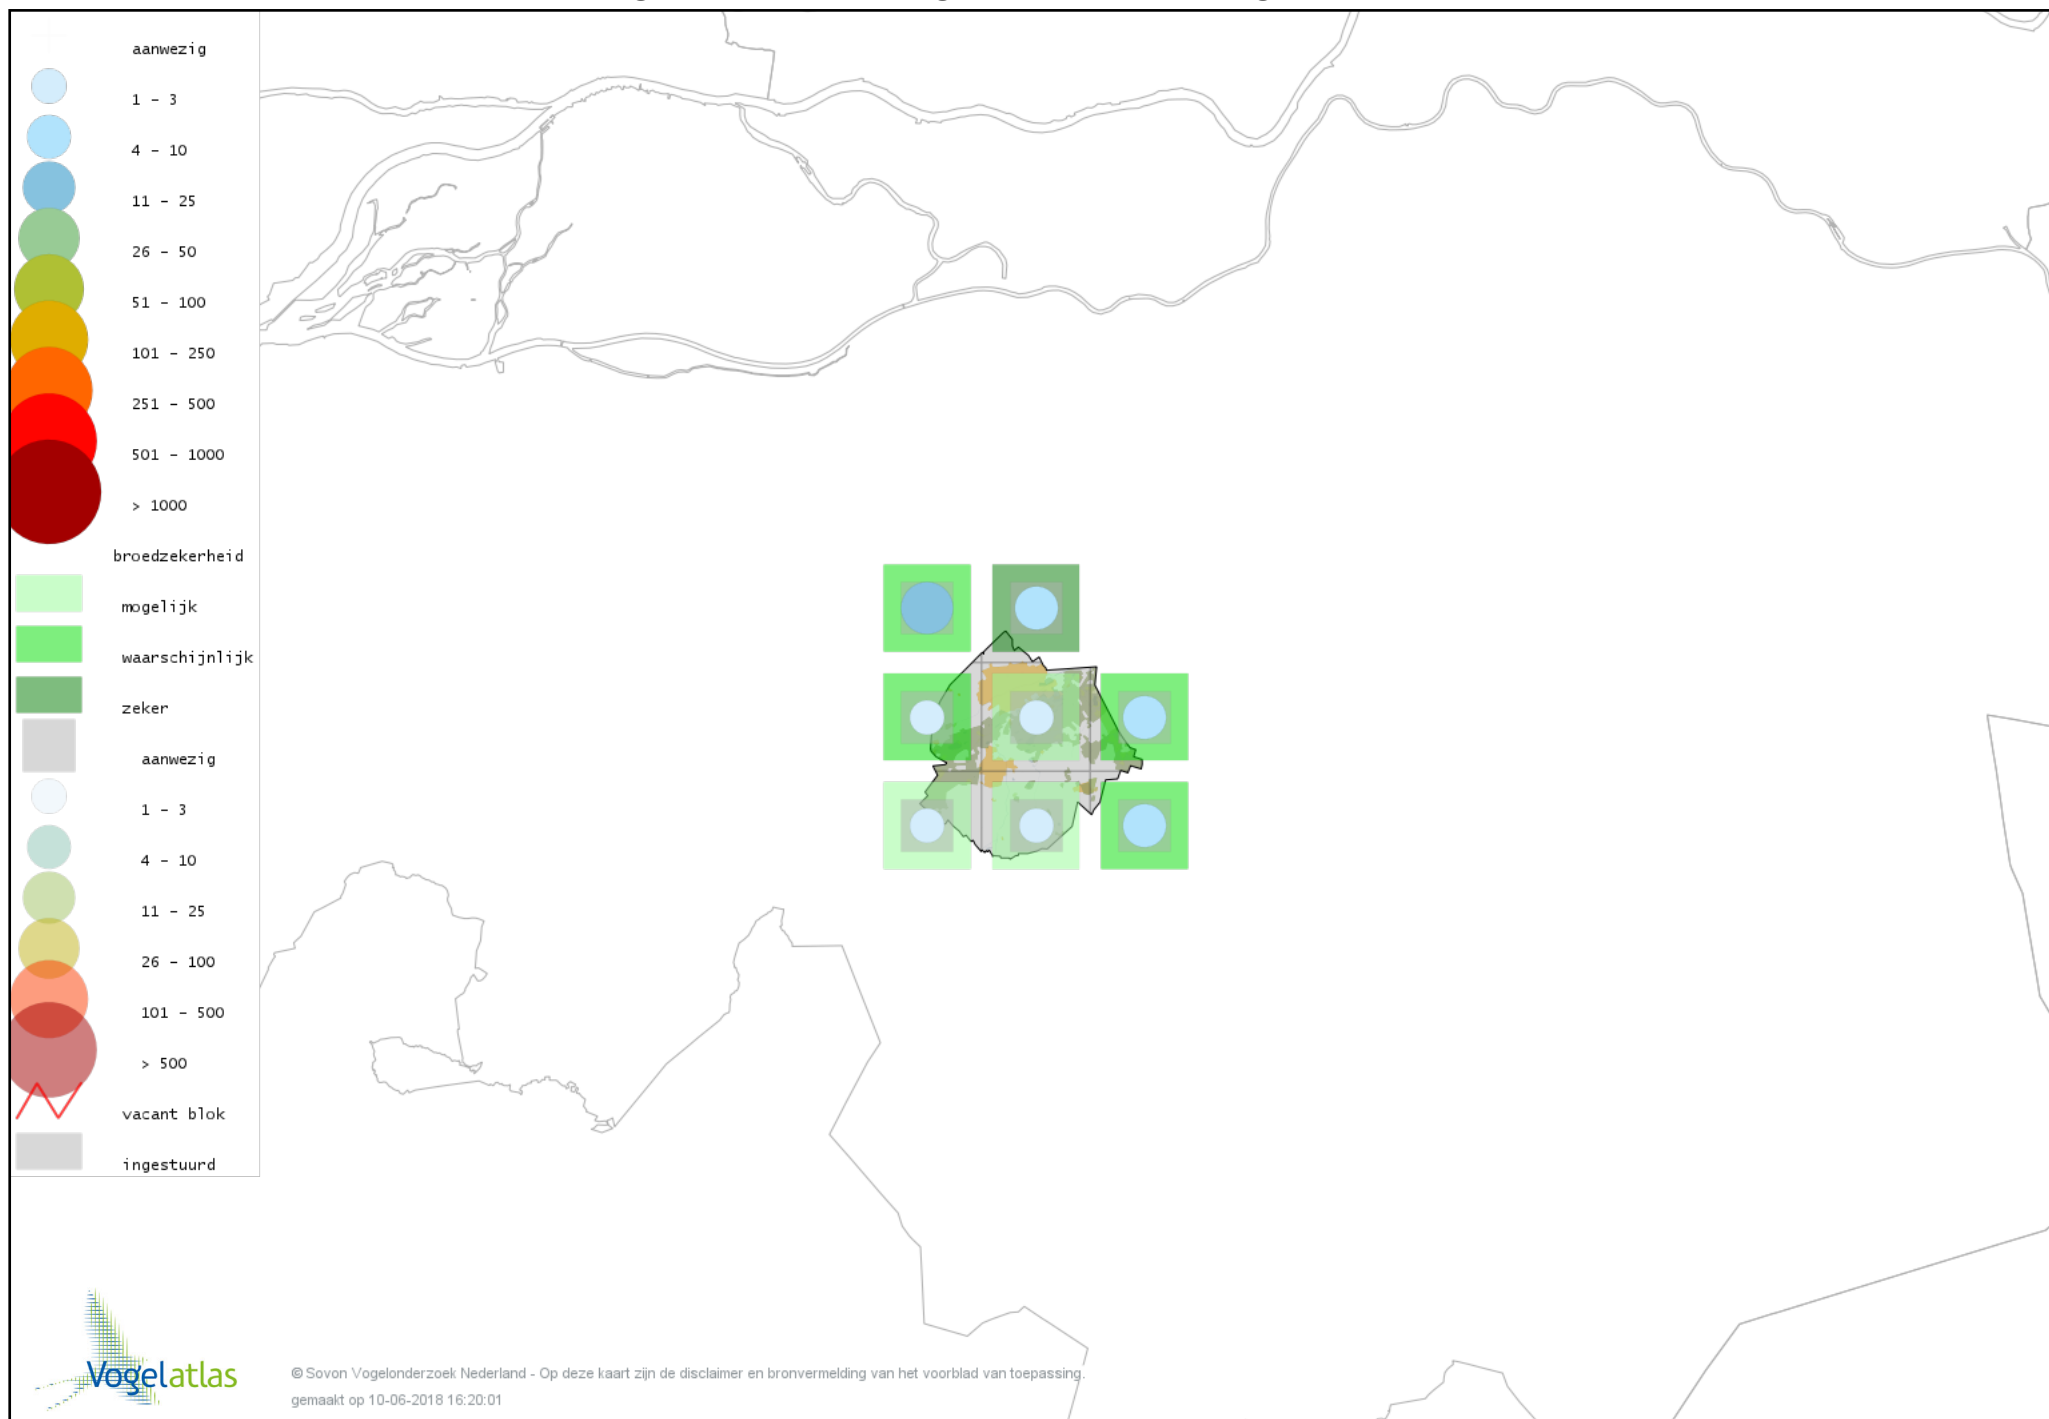 aanwezig
1 - 3
4 - 10
11 - 25
26 - 50
51 - 100
101 - 250
251 - 500
501 - 1000
> 1000
broedzekerheid
mogelijk
waarschijnlijk
zeker
aanwezig
1 - 3
4 - 10
11 - 25
26 - 100
101 - 500
> 500
vacant blok
ingestuurd
Vogelatlas
© Sovon Vogelonderzoek Nederland - Op deze kaart zijn de disclaimer en bronvermelding van het voorblad van toepassing.
gemaakt op 10-06-2018 16:20:01